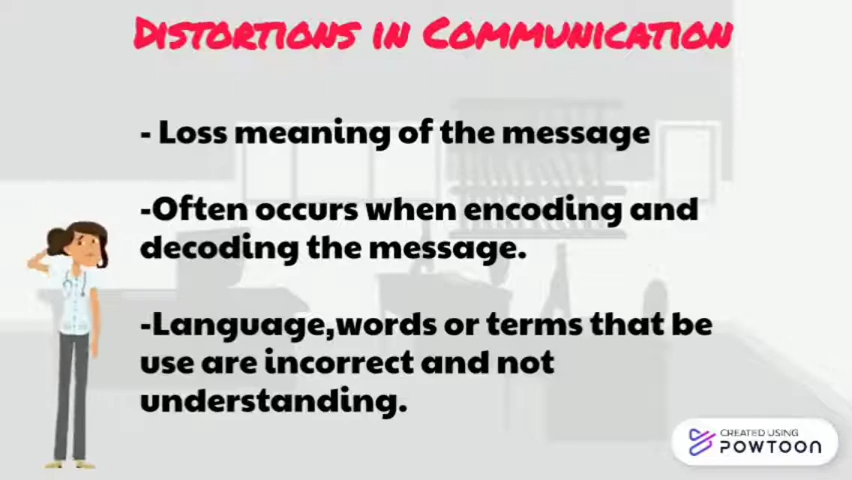 Distortions in Communication
- Loss meaning of the message
-Often occurs when encoding and
decoding the message.
-Language,words or terms that be
use are incorrect and not
understanding.
CREATED USING
POWTOON